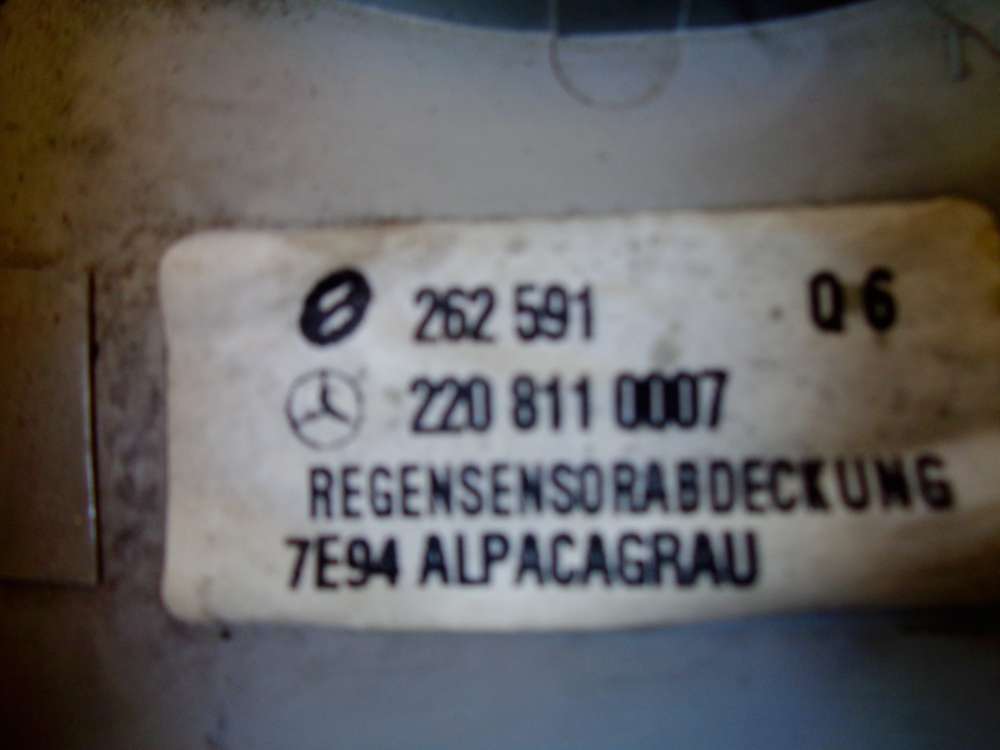 262 591 Q 6
220 811 0007
REGENSENSORABDECKUNG
7E94 ALPACAGRAU